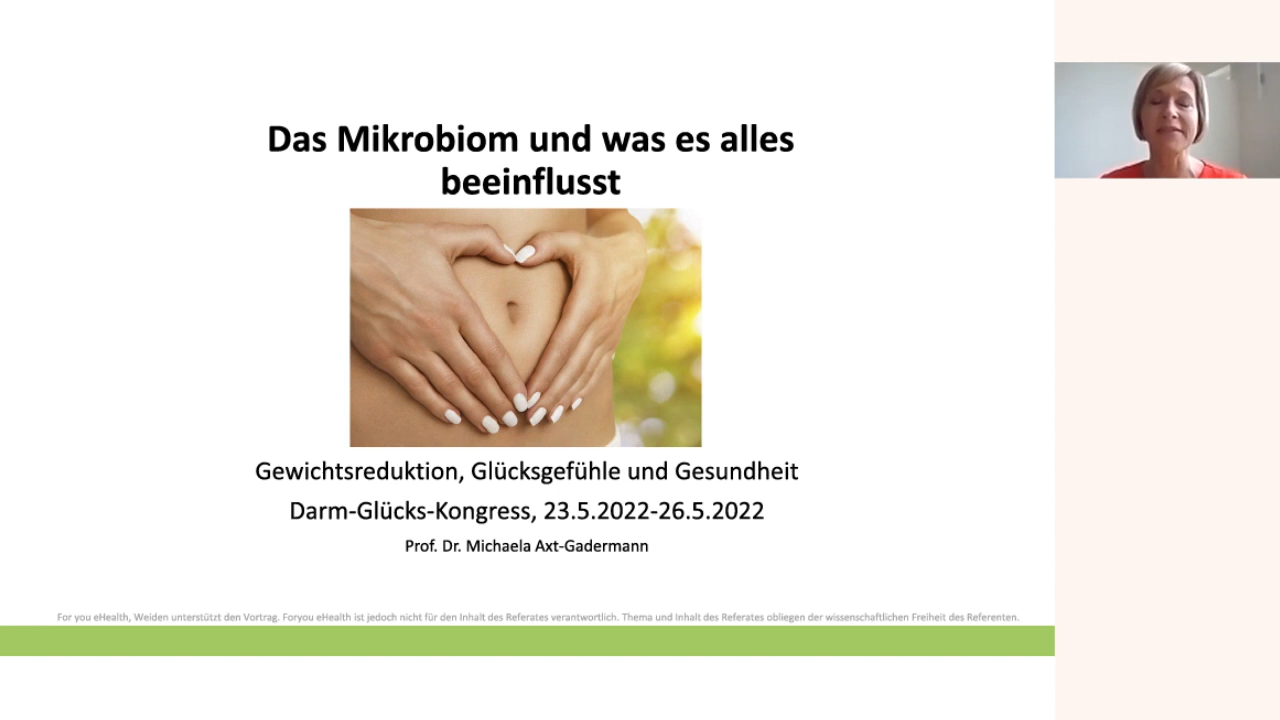 Das Mikrobiom und was es alles
beeinflusst
Gewichtsreduktion, Glücksgefühle und Gesundheit
Darm-Glücks-Kongress, 23.5.2022-26.5.2022
Prof. Dr. Michaela Axt-Gadermann
For you eHealth, Weiden unterstützt den Vortrag. Foryou eHealth ist jedoch nicht für den Inhalt des Referates verantwortlich. Thema und Inhalt des Referates obliegen der wissenschaftlichen Freiheit des Referenten.